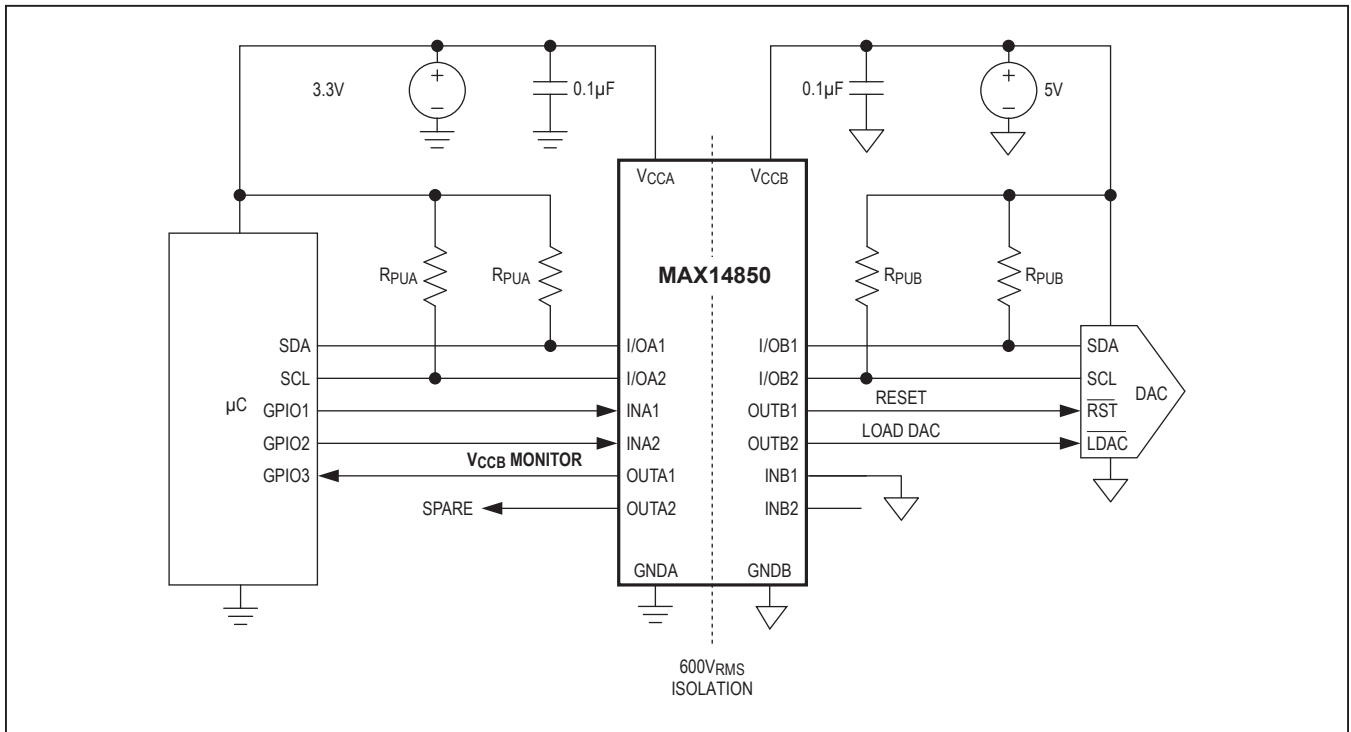 3.3V
+
−
0.1µF
0.1µF
+
−
5V
VCCA
VCCB
MAX14850
RPUA
RPUA
RPUB
RPUB
µC
SDA
SCL
GPIO1
GPIO2
GPIO3
VCCB MONITOR
SPARE
I/OA1
I/OA2
INA1
INA2
OUTA1
OUTA2
GNDA
I/OB1
I/OB2
OUTB1
OUTB2
INB1
INB2
GNDB
RESET
LOAD DAC
SDA
SCL
R̅S̅T̅
L̅D̅A̅C̅
DAC
600VRMS
ISOLATION